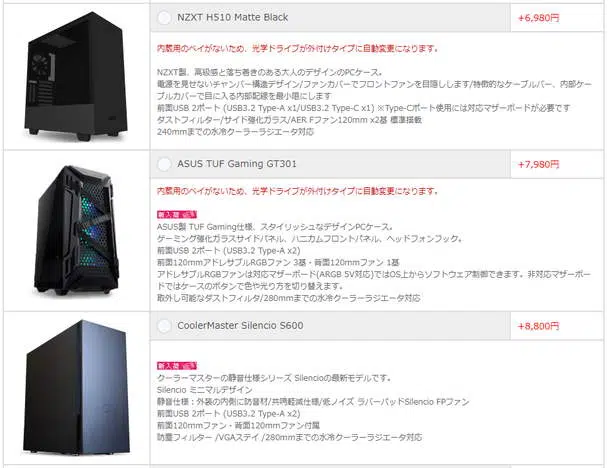 NZXT H510 Matte Black
+6,980円
内蔵用のベイがないため、光学ドライブが外付けタイプに自動変更になります。
NZXT製、高級感と落ち着きのある大人のデザインのPCケース。
電源を見せないチャンバー構造デザイン/ファンカバーでフロントファンを目隠しします/特徴的なケーブルバー、内部ケーブルカバーで目に入る内部配線を最小限にします
前面USB 2ポート (USB3.2 Type-A x1/USB3.2 Type-C x1) ※Type-Cポート使用には対応マザーボードが必要です
ダストフィルター/サイド強化ガラス/AER Fファン120mm x2基 標準搭載
240mmまでの水冷クーラーラジエータ対応
ASUS TUF Gaming GT301
+7,980円
内蔵用のベイがないため、光学ドライブが外付けタイプに自動変更になります。
新入荷
ASUS製 TUF Gaming仕様、スタイリッシュなデザインPCケース。
ゲーミング強化ガラスサイドパネル、ハニカムフロントパネル、ヘッドフォンフック。
前面USB 2ポート (USB3.2 Type-A x2)
前面120mmアドレサブルRGBファン 3基・背面120mmファン 1基
アドレサブルRGBファンは対応マザーボード(ARGB 5V対応)ではOS上からソフトウェア制御できます。非対応マザーボードではケースのボタンで色や光り方を切り替えます。
取外し可能なダストフィルタ/280mmまでの水冷クーラーラジエータ対応
CoolerMaster Silencio S600
+8,800円
新入荷
クーラーマスターの静音仕様シリーズ Silencioの最新モデルです。
Silencio ミニマルデザイン
静音仕様：外装の内側に防音材/共鳴軽減仕様/低ノイズ ラバーパッドSilencio FPファン
前面USB 2ポート (USB3.2 Type-A x2)
前面120mmファン・背面120mmファン付属
防塵フィルター /VGAステイ /280mmまでの水冷クーラーラジエータ対応